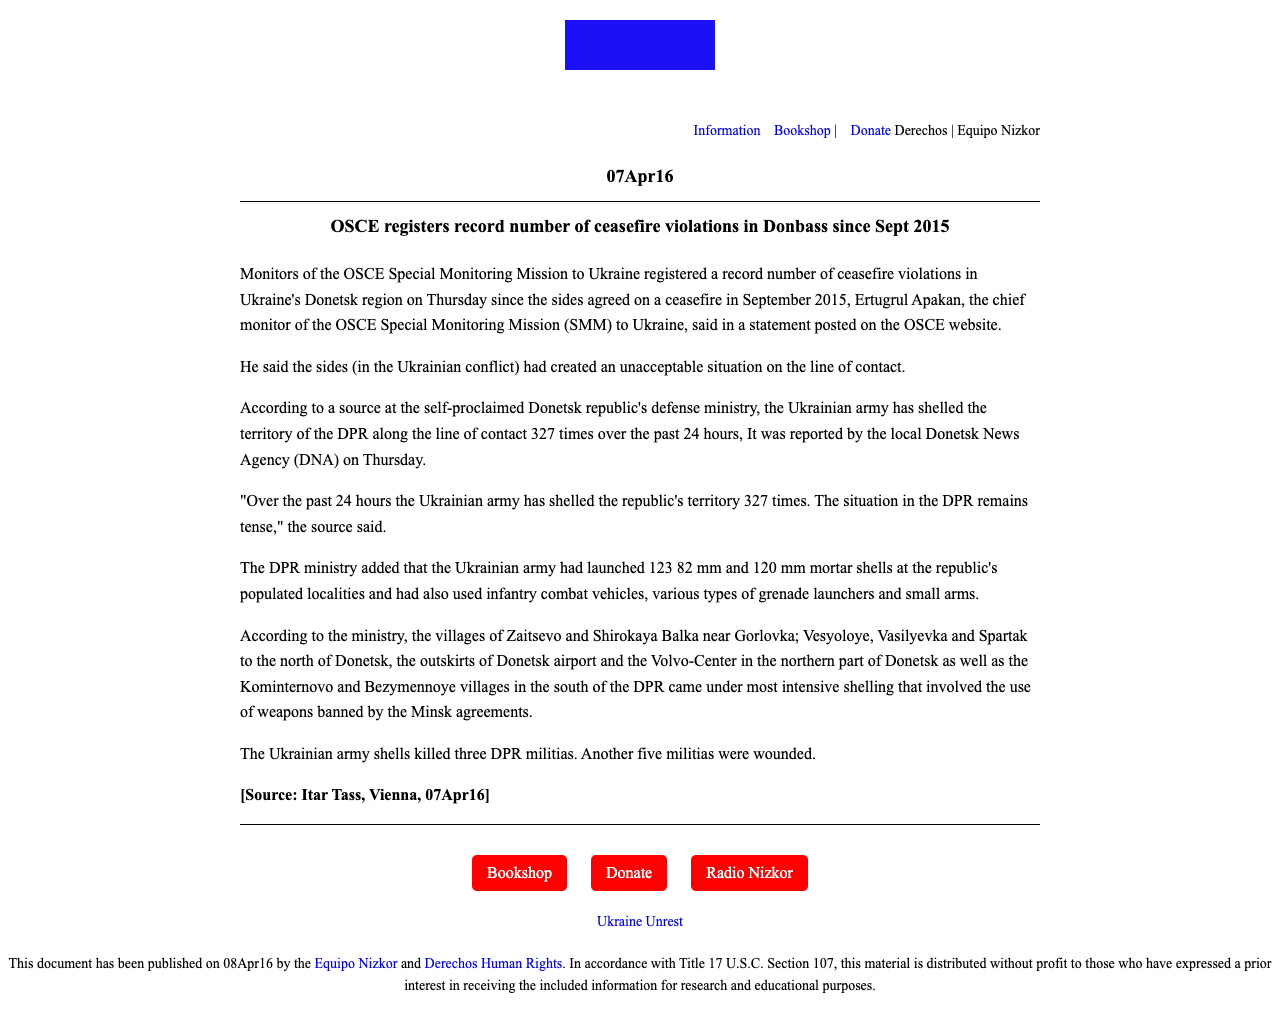 Information Bookshop | Donate Derechos | Equipo Nizkor
07Apr16
OSCE registers record number of ceasefire violations in Donbass since Sept 2015
Monitors of the OSCE Special Monitoring Mission to Ukraine registered a record number of ceasefire violations in
Ukraine's Donetsk region on Thursday since the sides agreed on a ceasefire in September 2015, Ertugrul Apakan, the chief
monitor of the OSCE Special Monitoring Mission (SMM) to Ukraine, said in a statement posted on the OSCE website.
He said the sides (in the Ukrainian conflict) had created an unacceptable situation on the line of contact.
According to a source at the self-proclaimed Donetsk republic's defense ministry, the Ukrainian army has shelled the
territory of the DPR along the line of contact 327 times over the past 24 hours, It was reported by the local Donetsk News
Agency (DNA) on Thursday.
"Over the past 24 hours the Ukrainian army has shelled the republic's territory 327 times. The situation in the DPR remains
tense," the source said.
The DPR ministry added that the Ukrainian army had launched 123 82 mm and 120 mm mortar shells at the republic's
populated localities and had also used infantry combat vehicles, various types of grenade launchers and small arms.
According to the ministry, the villages of Zaitsevo and Shirokaya Balka near Gorlovka; Vesyoloye, Vasilyevka and Spartak
to the north of Donetsk, the outskirts of Donetsk airport and the Volvo-Center in the northern part of Donetsk as well as the
Kominternovo and Bezymennoye villages in the south of the DPR came under most intensive shelling that involved the use
of weapons banned by the Minsk agreements.
The Ukrainian army shells killed three DPR militias. Another five militias were wounded.
[Source: Itar Tass, Vienna, 07Apr16]
Bookshop Donate Radio Nizkor
Ukraine Unrest
This document has been published on 08Apr16 by the Equipo Nizkor and Derechos Human Rights. In accordance with Title 17 U.S.C. Section 107, this material is distributed without profit to those who have expressed a prior
interest in receiving the included information for research and educational purposes.